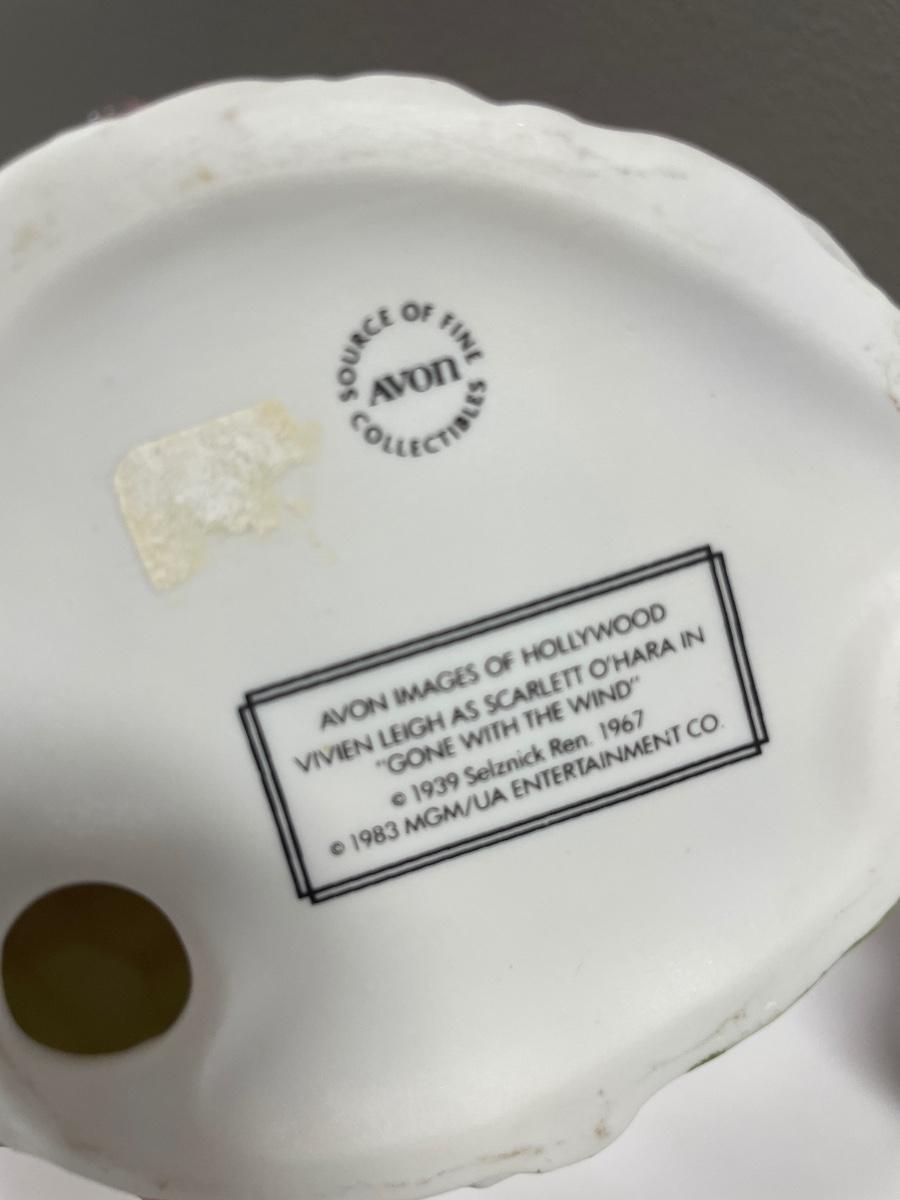 SOURCE OF FINE
AVON
COLLECTIBLES
AVON IMAGES OF HOLLYWOOD
VIVIEN LEIGH AS SCARLETT O'HARA IN
"GONE WITH THE WIND"
© 1939 Selznick Ren. 1967
© 1983 MGM/UA ENTERTAINMENT CO.